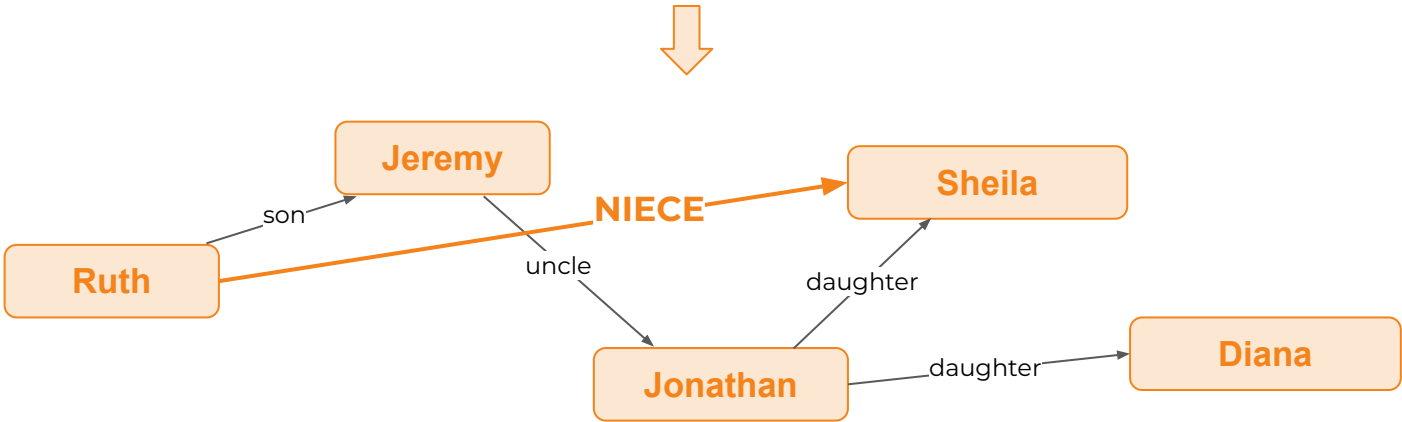 Jeremy
Sheila
NIECE
son
Ruth
uncle
daughter
Diana
daughter
Jonathan